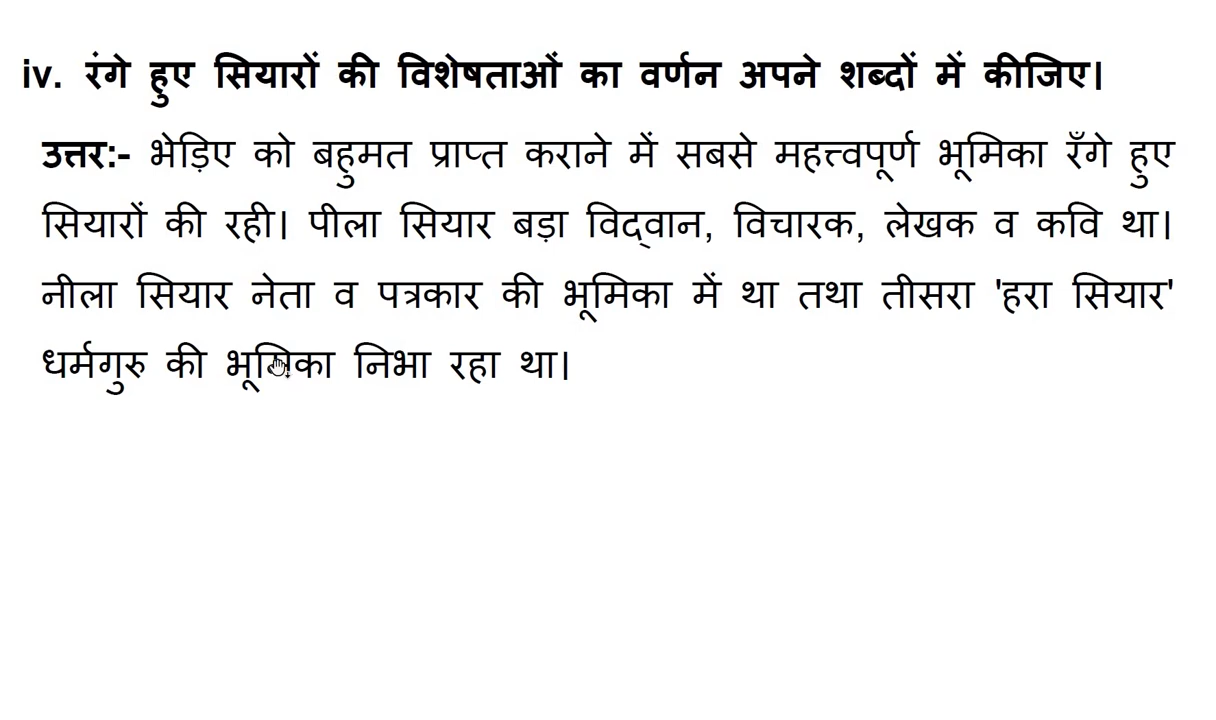 iv. रंगे हुए सियारों की विशेषताओं का वर्णन अपने शब्दों में कीजिए।
उत्तर:- भेड़िए को बहुमत प्राप्त कराने में सबसे महत्त्वपूर्ण भूमिका रँगे हुए
सियारों की रही। पीला सियार बड़ा विद्‌वान, विचारक, लेखक व कवि था।
नीला सियार नेता व पत्रकार की भूमिका में था तथा तीसरा 'हरा सियार'
धर्मगुरु की भूमिका निभा रहा था।